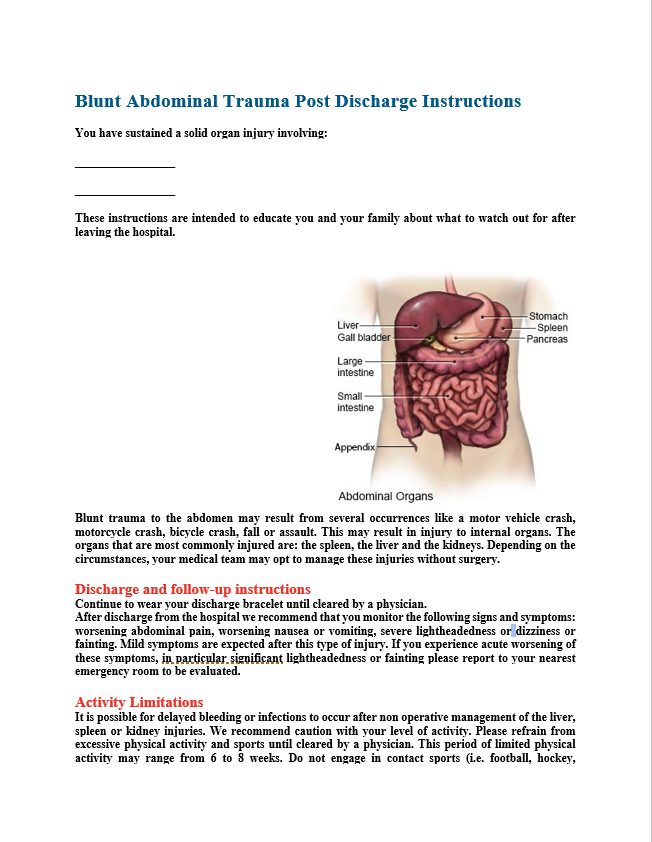 Blunt Abdominal Trauma Post Discharge Instructions
You have sustained a solid organ injury involving:
__________________
__________________
These instructions are intended to educate you and your family about what to watch out for after
leaving the hospital.
Liver
Gall bladder
Large
intestine
Small
intestine
Appendix
Stomach
Spleen
Pancreas
Abdominal Organs
Blunt trauma to the abdomen may result from several occurrences like a motor vehicle crash,
motorcycle crash, bicycle crash, fall or assault. This may result in injury to internal organs. The
organs that are most commonly injured are: the spleen, the liver and the kidneys. Depending on the
circumstances, your medical team may opt to manage these injuries without surgery.
Discharge and follow-up instructions
Continue to wear your discharge bracelet until cleared by a physician.
After discharge from the hospital we recommend that you monitor the following signs and symptoms:
worsening abdominal pain, worsening nausea or vomiting, severe lightheadedness or dizziness or
fainting. Mild symptoms are expected after this type of injury. If you experience acute worsening of
these symptoms, in particular significant lightheadedness or fainting please report to your nearest
emergency room to be evaluated.
Activity Limitations
It is possible for delayed bleeding or infections to occur after non operative management of the liver,
spleen or kidney injuries. We recommend caution with your level of activity. Please refrain from
excessive physical activity and sports until cleared by a physician. This period of limited physical
activity may range from 6 to 8 weeks. Do not engage in contact sports (i.e. football, hockey,